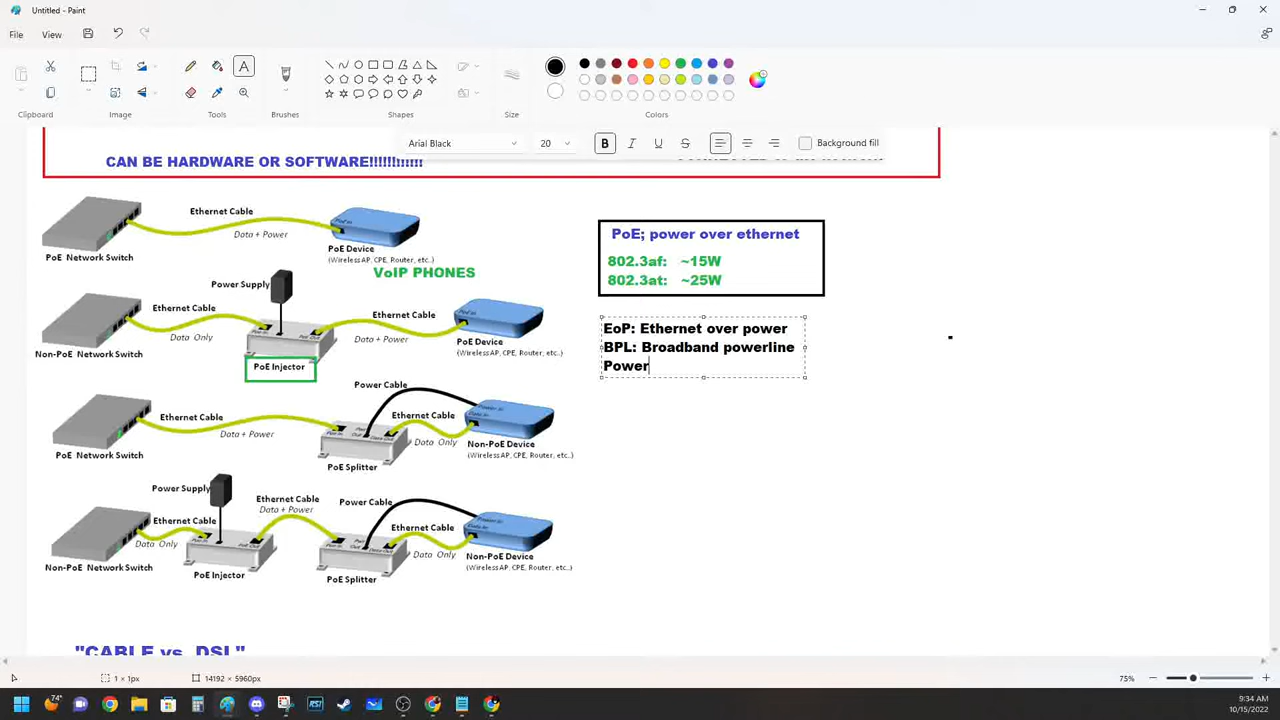 Untitled - Paint
File
View
Clipboard
Image
Tools
Brushes
Shapes
Size
Colors
Arial Black
20
B
I
U
S
Background fill
CAN BE HARDWARE OR SOFTWARE!!!!!!!!!!!!
Ethernet Cable
Data + Power
PoE In
PoE Network Switch
PoE Device
(Wireless AP, CPE, Router, etc..)
VoIP PHONES
PoE; power over ethernet
802.3af: ~15W
802.3at: ~25W
Power Supply
Ethernet Cable
Data Only
Ethernet Cable
Data + Power
Non-PoE Network Switch
PoE Injector
PoE Device
(Wireless AP, CPE, Router, etc..)
EoP: Ethernet over power
BPL: Broadband powerline
Power
Power Cable
Ethernet Cable
Data + Power
Ethernet Cable
Data Only
PoE Network Switch
PoE Splitter
Non-PoE Device
(Wireless AP, CPE, Router, etc..)
Power Supply
Ethernet Cable
Data Only
Ethernet Cable
Data + Power
Power Cable
Ethernet Cable
Data Only
Non-PoE Network Switch
PoE Injector
PoE Splitter
Non-PoE Device
(Wireless AP, CPE, Router, etc..)
"CABLE vs. DSL"
1 × 1px
14192 × 5960px
75%
74°
RSI
9:34 AM
10/15/2022